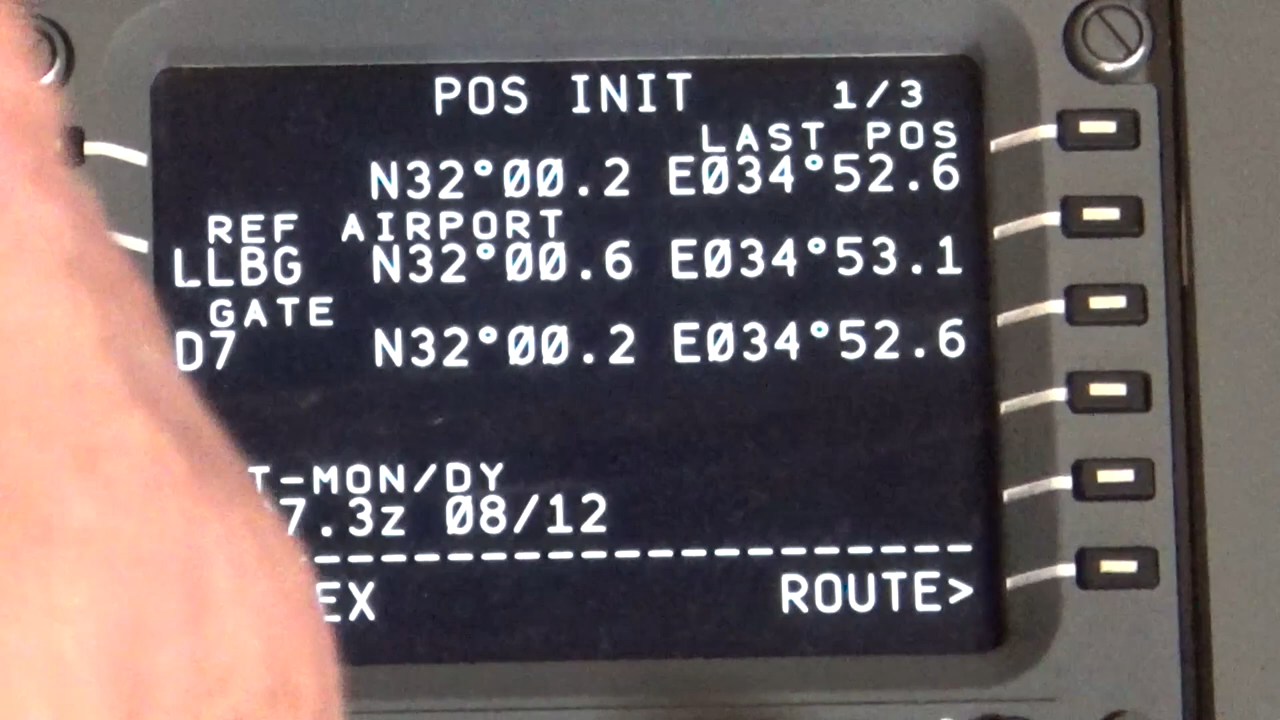 POS INIT 1/3
LAST POS
N32°00.2 E034°52.6
REF AIRPORT
LLBG N32°00.6 E034°53.1
GATE
D7 N32°00.2 E034°52.6
T-MON/DY
7.3z 08/12
--------------------
EX ROUTE>